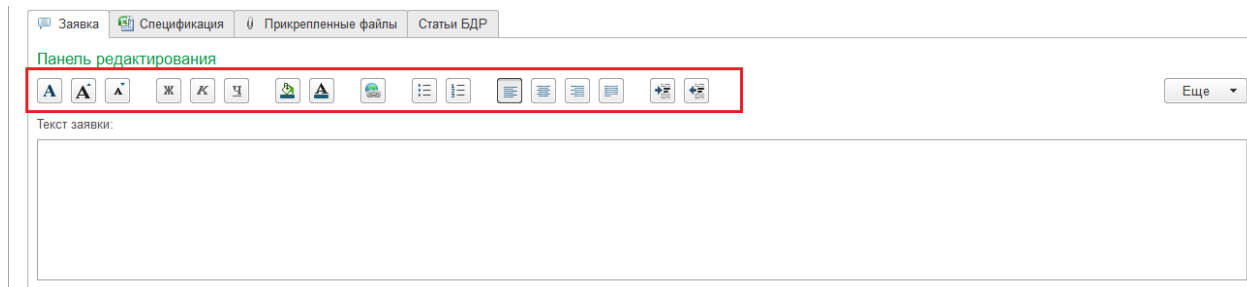 Заявка Спецификация Прикрепленные файлы Статьи БДР
Панель редактирования
А А А Ж К Ч А Еще
Текст заявки: